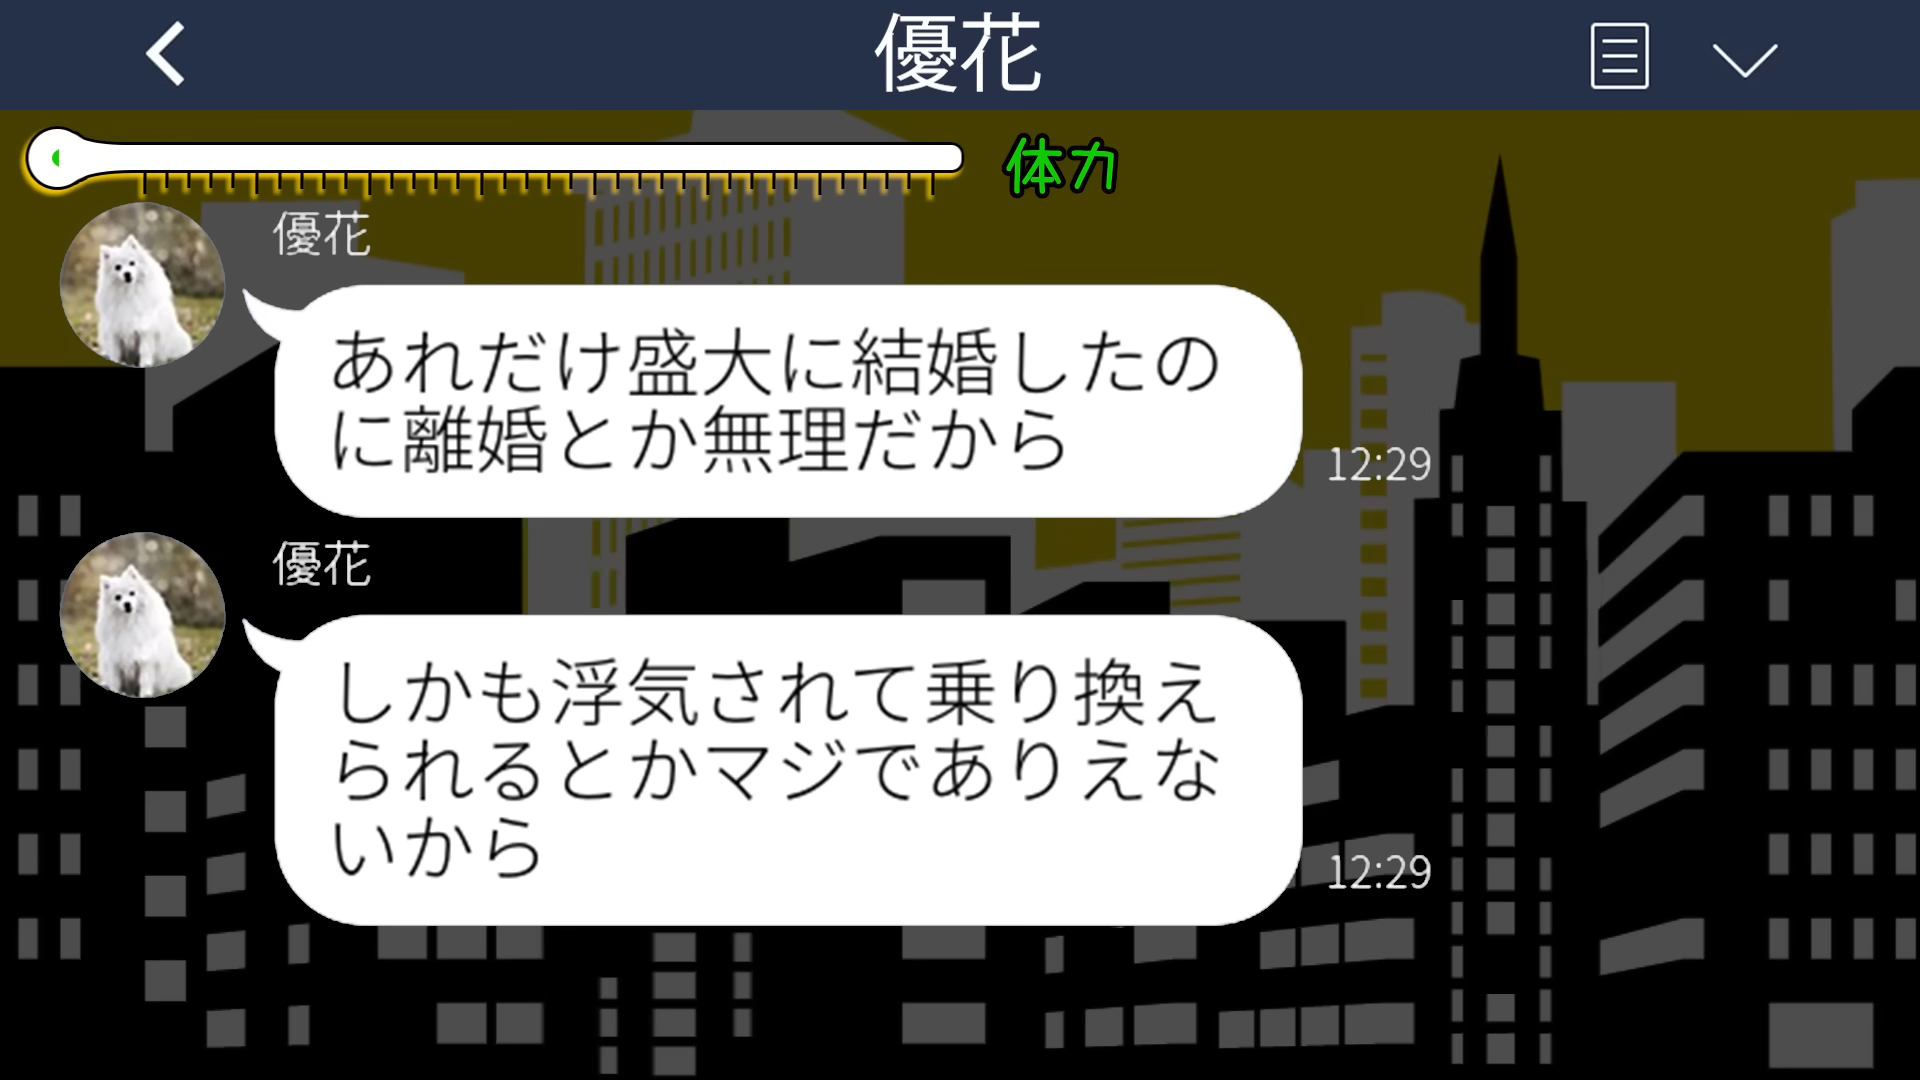 優花
体力
優花
あれだけ盛大に結婚したの
に離婚とか無理だから
12:29
優花
しかも浮気されて乗り換え
られるとかマジでありえな
いから
12:29